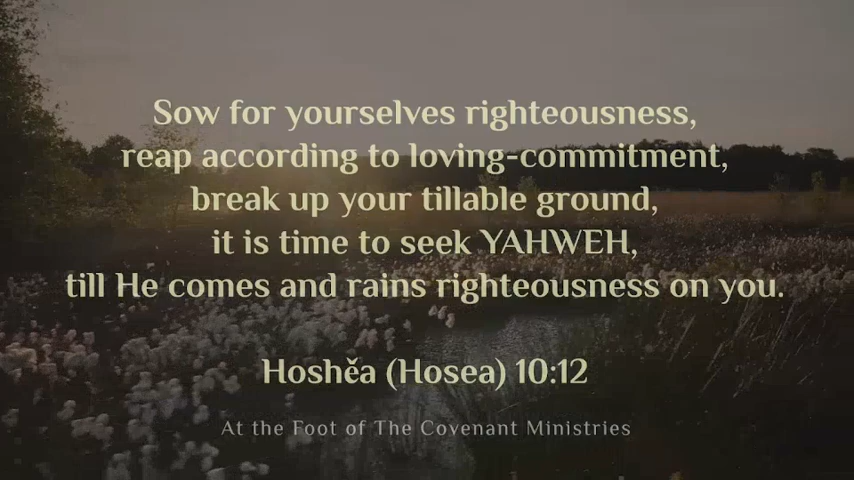 Sow for yourselves righteousness,
reap according to loving-commitment,
break up your tillable ground,
it is time to seek YAHWEH,
till He comes and rains righteousness on you.
Hoshěa (Hosea) 10:12
At the Foot of The Covenant Ministries